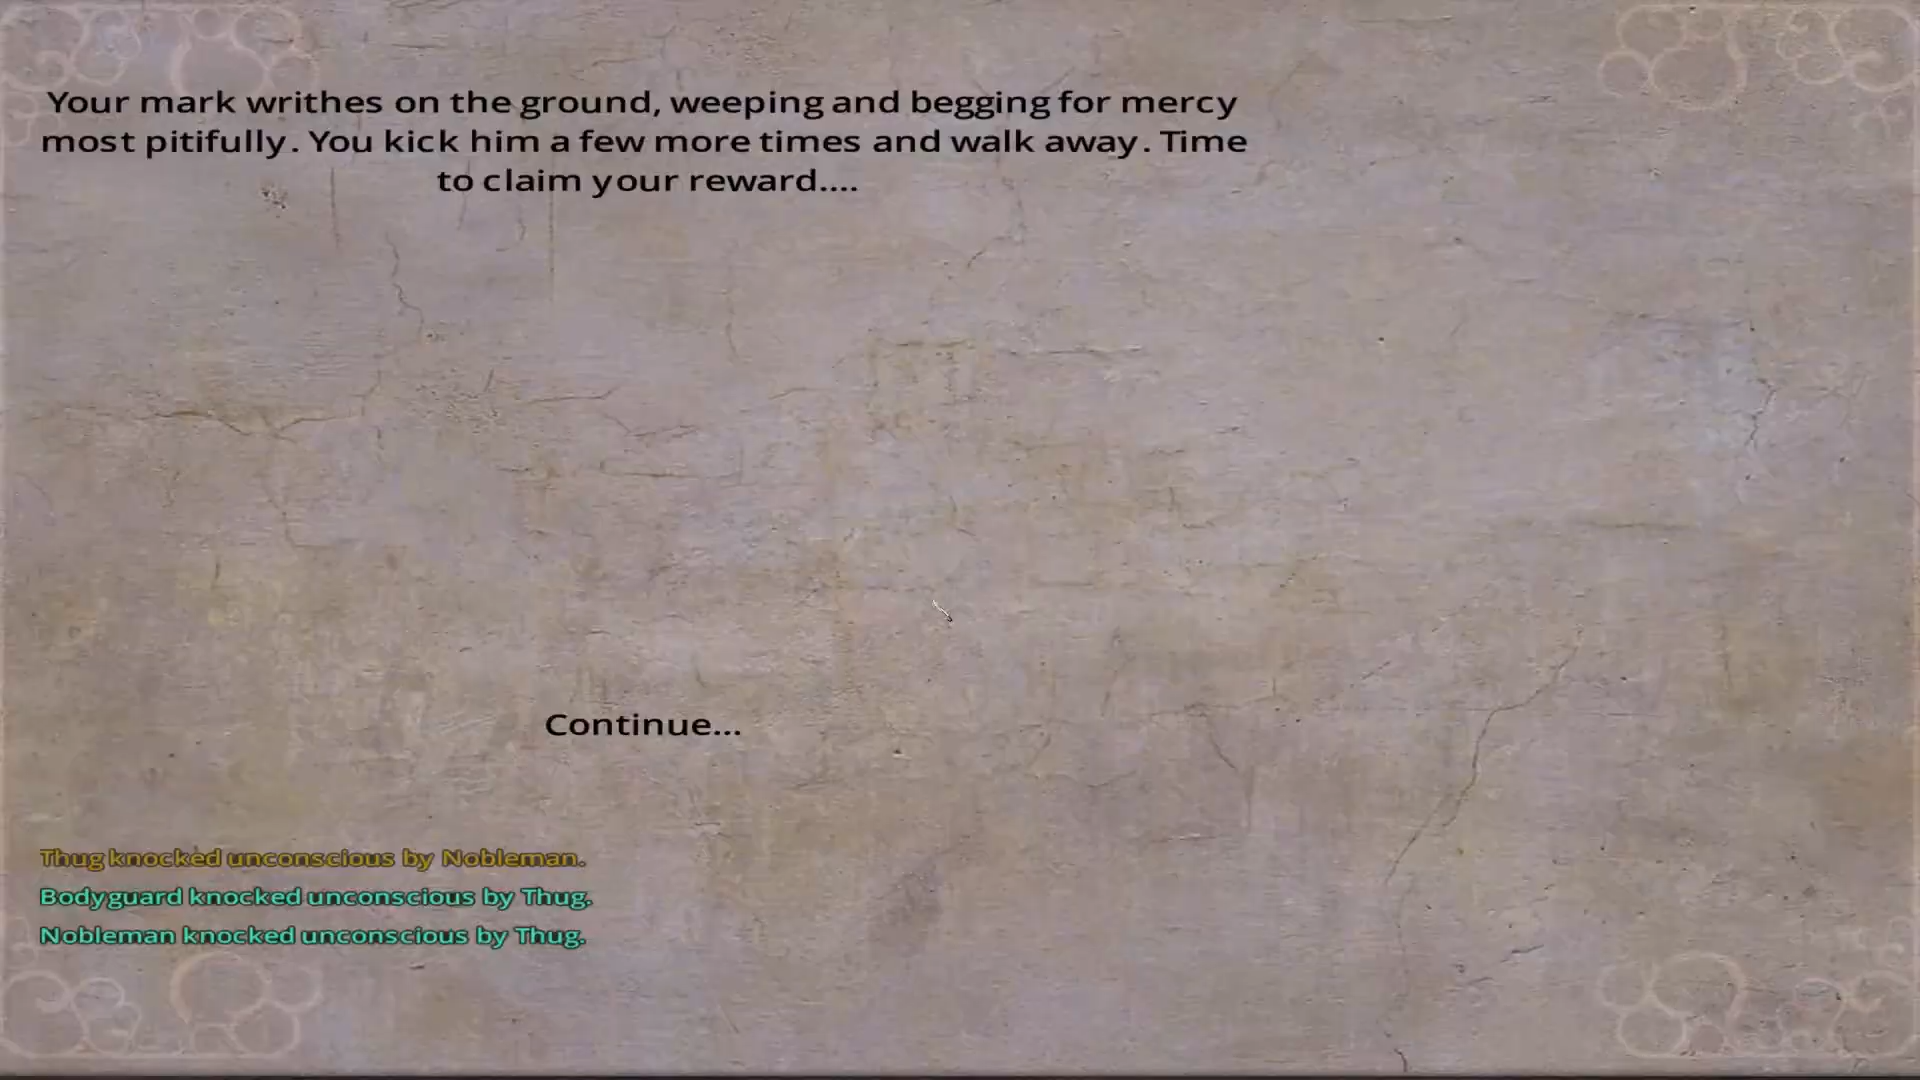 Your mark writhes on the ground, weeping and begging for mercy
most pitifully. You kick him a few more times and walk away. Time
to claim your reward....
Continue...
Thug knocked unconscious by Nobleman.
Bodyguard knocked unconscious by Thug.
Nobleman knocked unconscious by Thug.